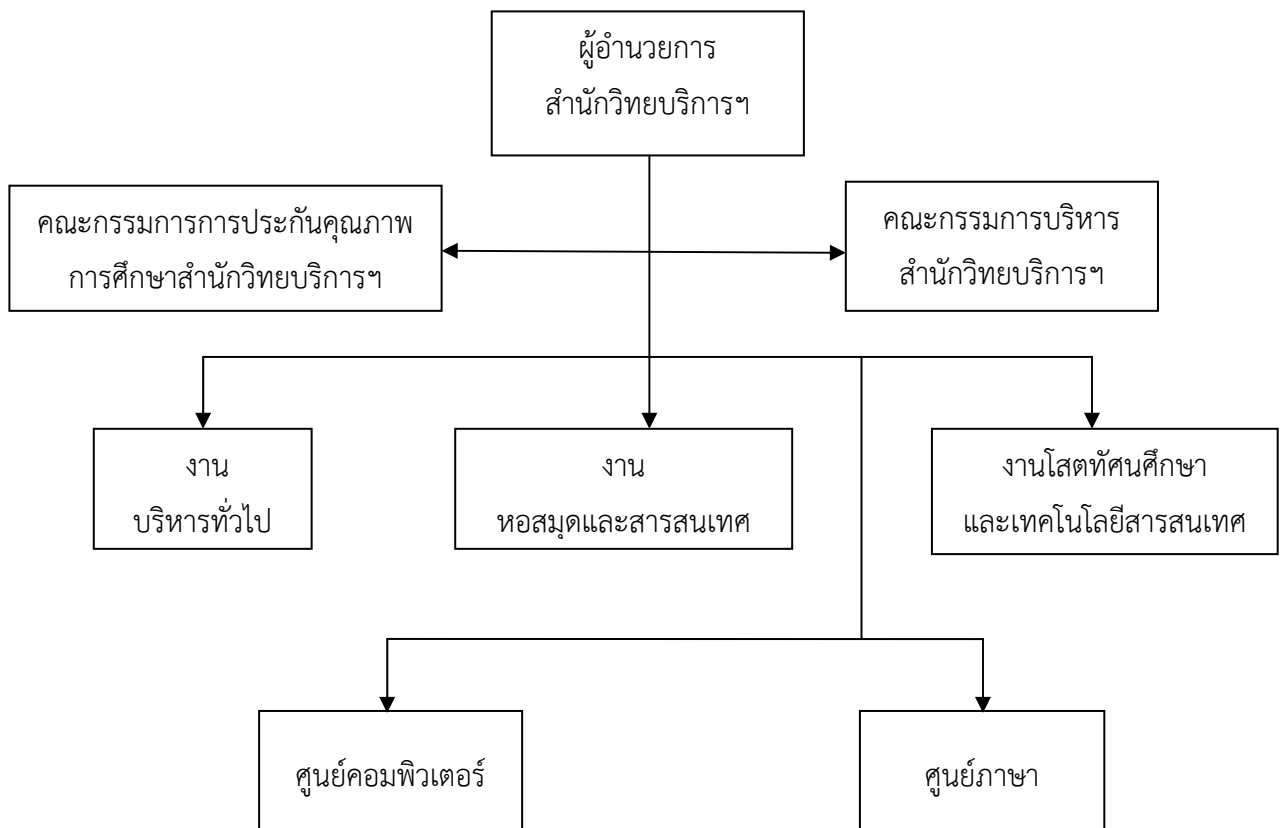 ผู้อำนวยการ
สำนักวิทยบริการฯ
คณะกรรมการการประกันคุณภาพ
การศึกษาสำนักวิทยบริการฯ
คณะกรรมการบริหาร
สำนักวิทยบริการฯ
งาน
บริหารทั่วไป
งาน
หอสมุดและสารสนเทศ
งานโสตทัศนศึกษา
และเทคโนโลยีสารสนเทศ
ศูนย์คอมพิวเตอร์
ศูนย์ภาษา